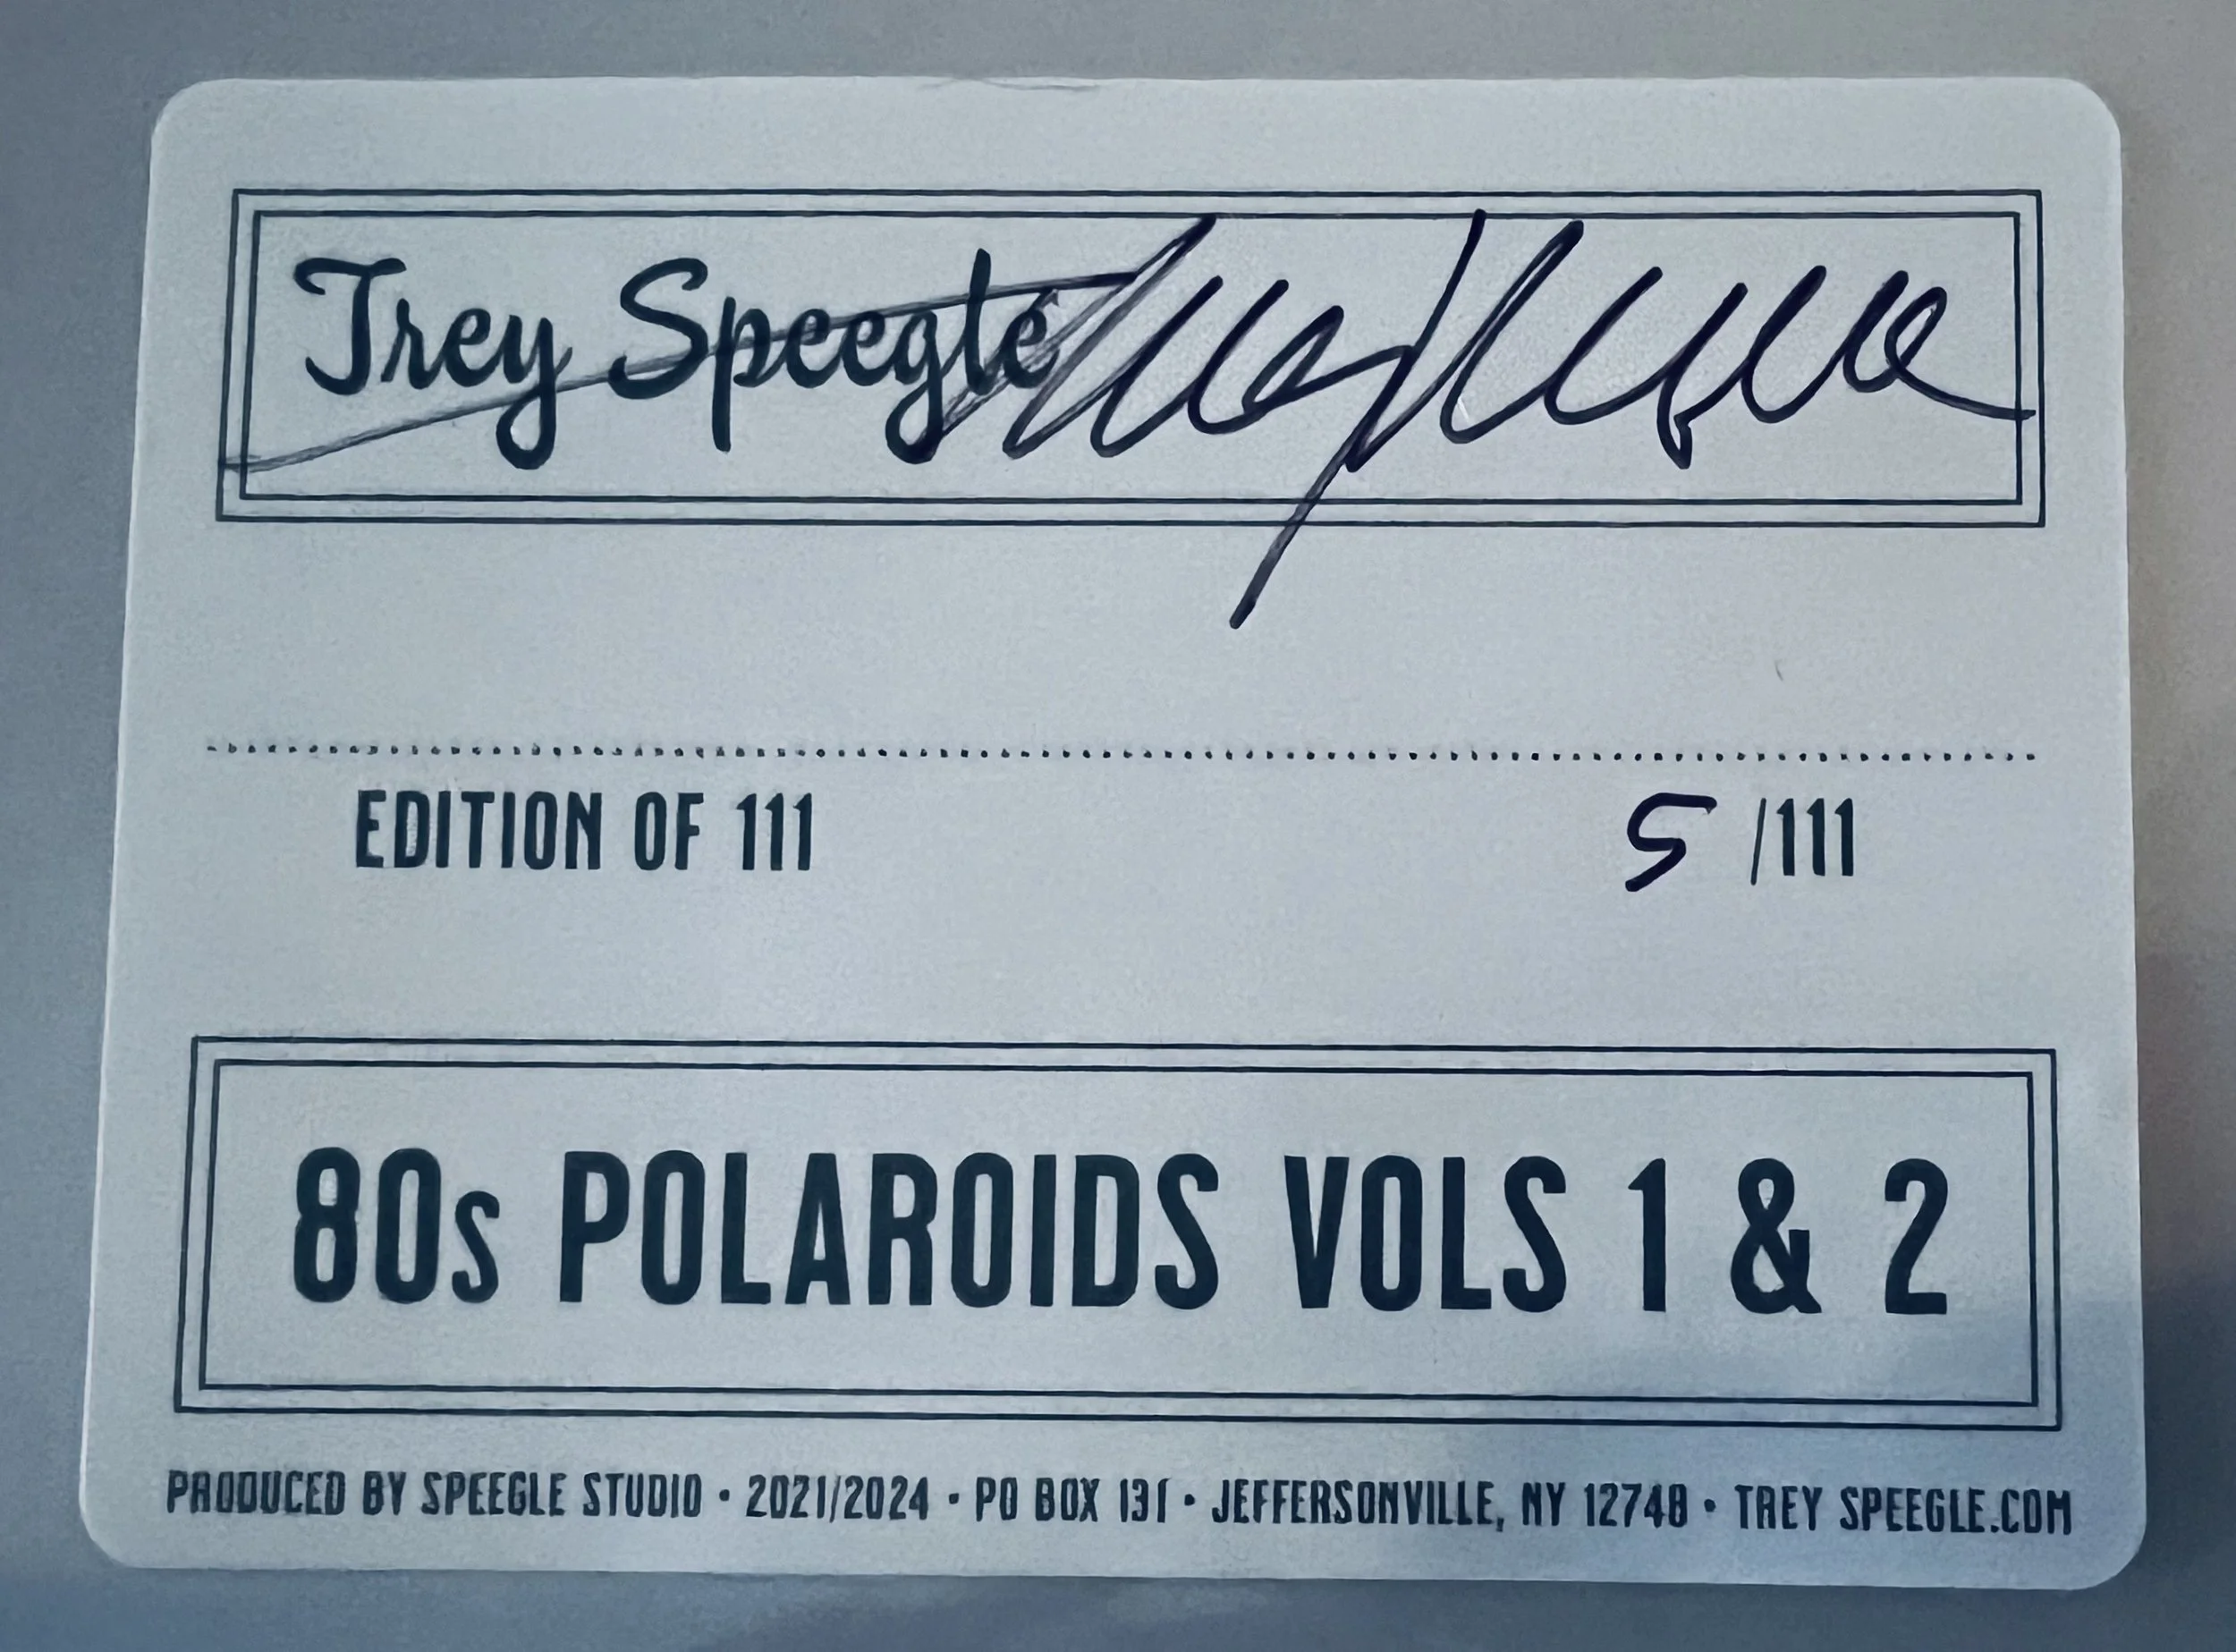 Trey Speegle
EDITION OF 111 5 /111
80s POLAROIDS VOLS 1 & 2
PRODUCED BY SPEEGLE STUDIO • 2021/2024 • PO BOX 131 • JEFFERSONVILLE, NY 12748 • TREY SPEEGLE.COM